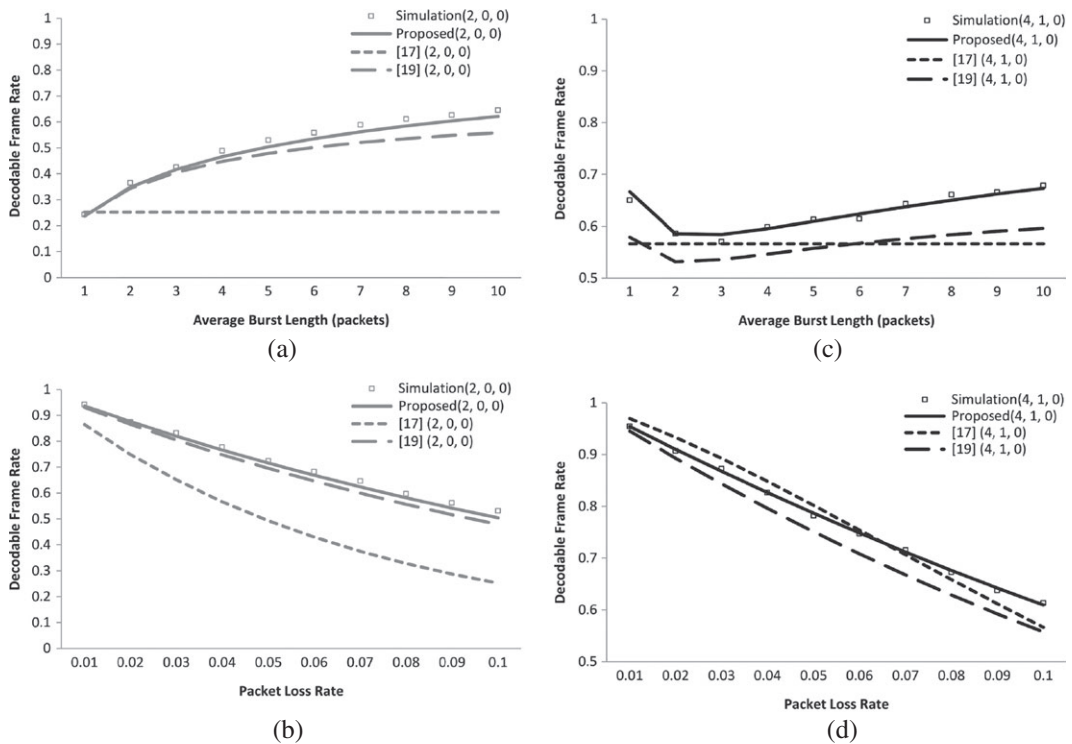 (a)
Decodable Frame Rate
1
0.9
0.8
0.7
0.6
0.5
0.4
0.3
0.2
0.1
0
Simulation(2, 0, 0)
Proposed(2, 0, 0)
[17] (2, 0, 0)
[19] (2, 0, 0)
1 2 3 4 5 6 7 8 9 10
Average Burst Length (packets)
(a)
(c)
Decodable Frame Rate
1
0.9
0.8
0.7
0.6
0.5
Simulation(4, 1, 0)
Proposed(4, 1, 0)
[17] (4, 1, 0)
[19] (4, 1, 0)
1 2 3 4 5 6 7 8 9 10
Average Burst Length (packets)
(c)
Decodable Frame Rate
1
0.9
0.8
0.7
0.6
0.5
0.4
0.3
0.2
0.1
0
Simulation(2, 0, 0)
Proposed(2, 0, 0)
[17] (2, 0, 0)
[19] (2, 0, 0)
0.01 0.02 0.03 0.04 0.05 0.06 0.07 0.08 0.09 0.1
Packet Loss Rate
(b)
Decodable Frame Rate
1
0.9
0.8
0.7
0.6
0.5
Simulation(4, 1, 0)
Proposed(4, 1, 0)
[17] (4, 1, 0)
[19] (4, 1, 0)
0.01 0.02 0.03 0.04 0.05 0.06 0.07 0.08 0.09 0.1
Packet Loss Rate
(d)